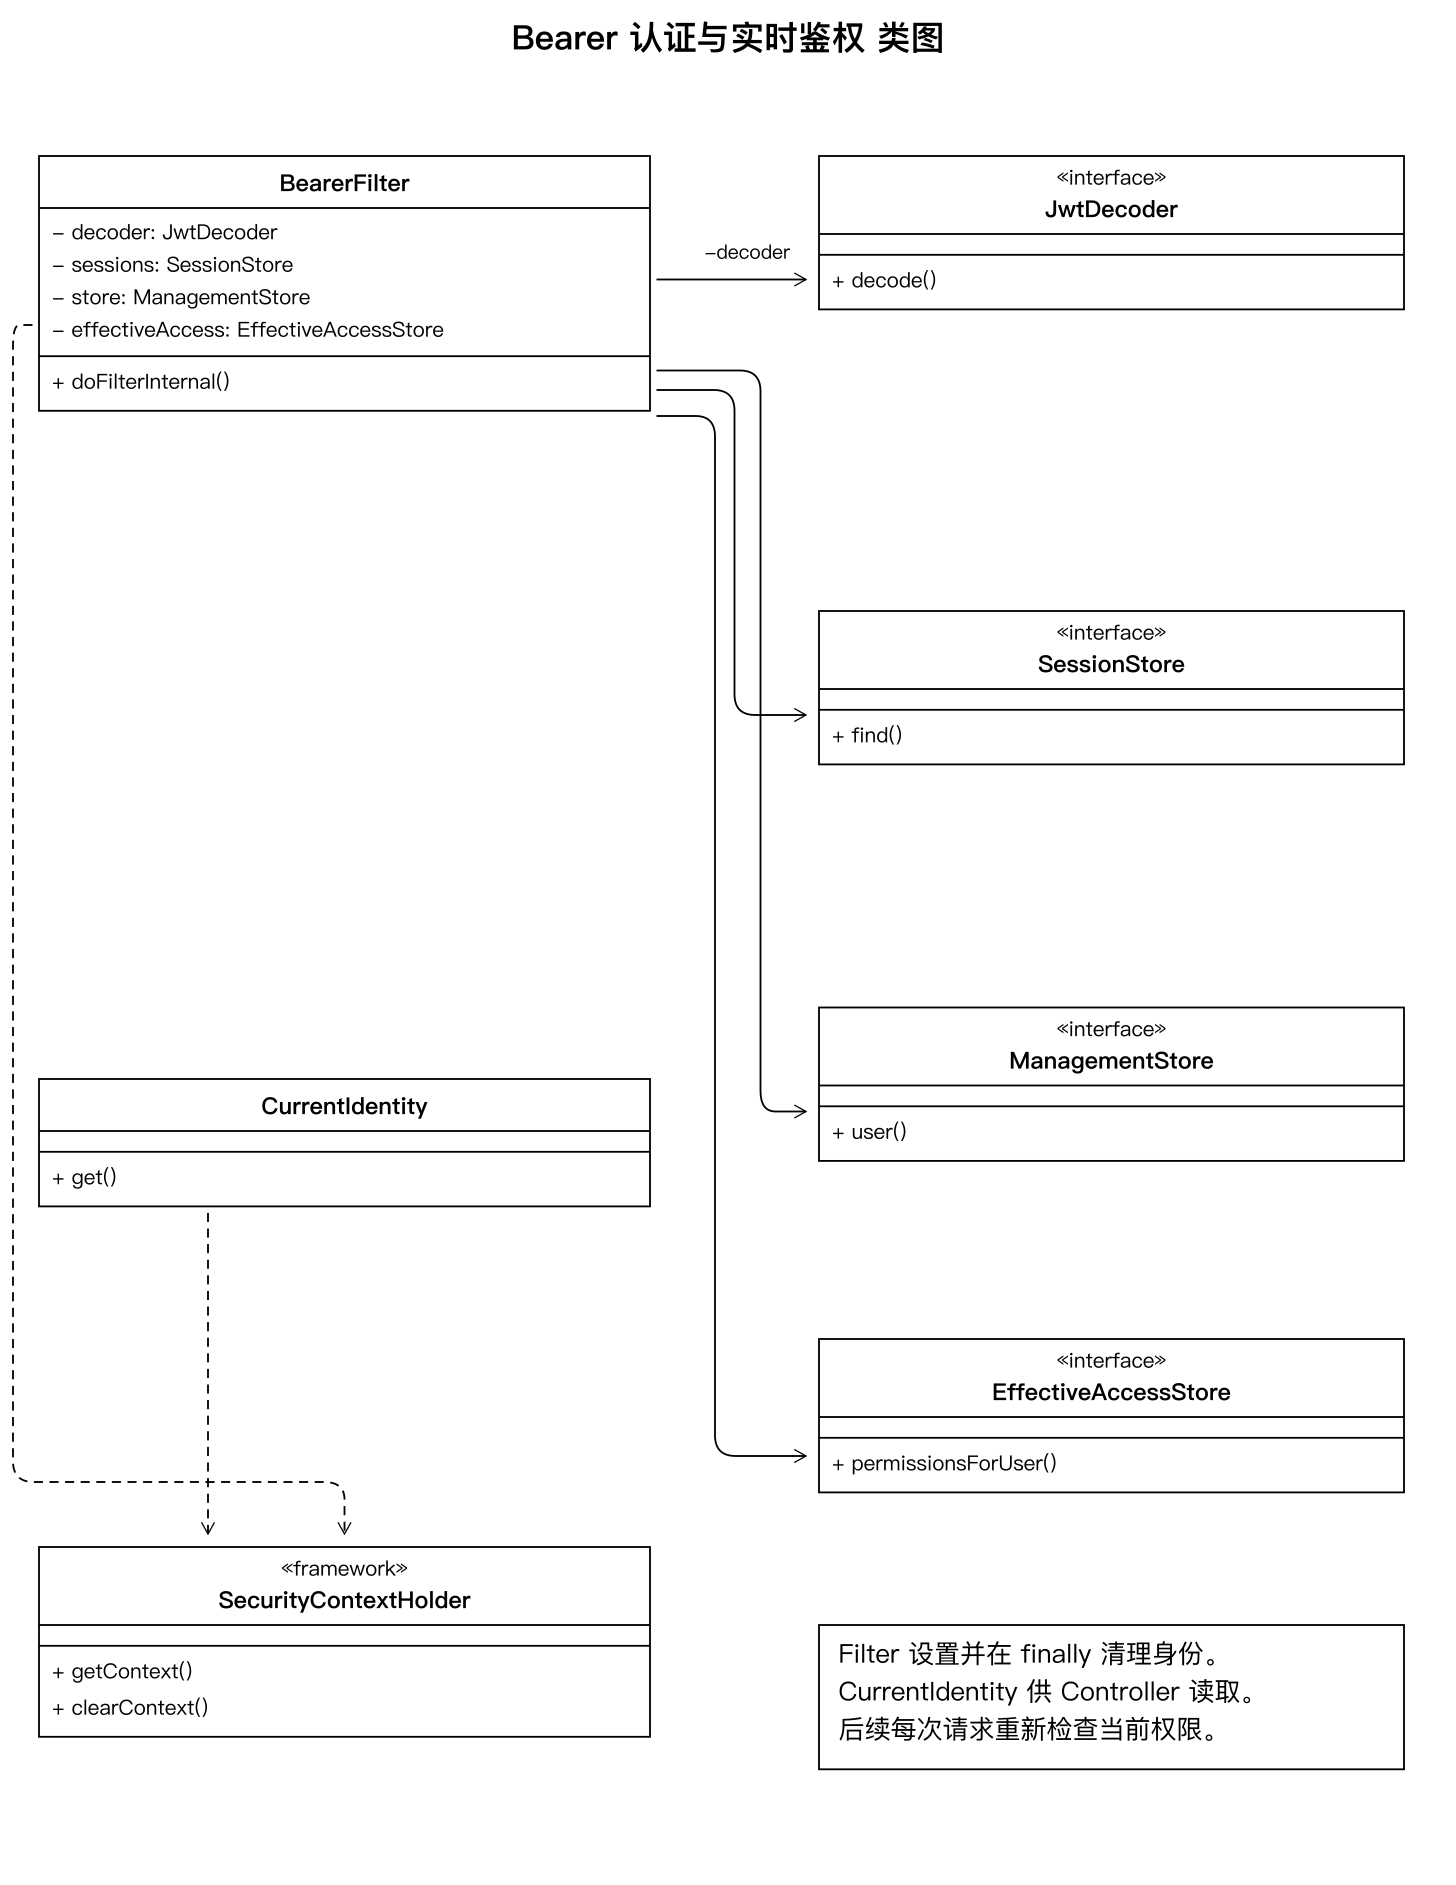 Bearer 认证与实时鉴权 类图
BearerFilter
– decoder: JwtDecoder
– sessions: SessionStore
– store: ManagementStore
– effectiveAccess: EffectiveAccessStore
+ doFilterInternal()
–decoder
«interface»
JwtDecoder
+ decode()
«interface»
SessionStore
+ find()
«interface»
ManagementStore
+ user()
CurrentIdentity
+ get()
«interface»
EffectiveAccessStore
+ permissionsForUser()
«framework»
SecurityContextHolder
+ getContext()
+ clearContext()
Filter 设置并在 finally 清理身份。
CurrentIdentity 供 Controller 读取。
后续每次请求重新检查当前权限。